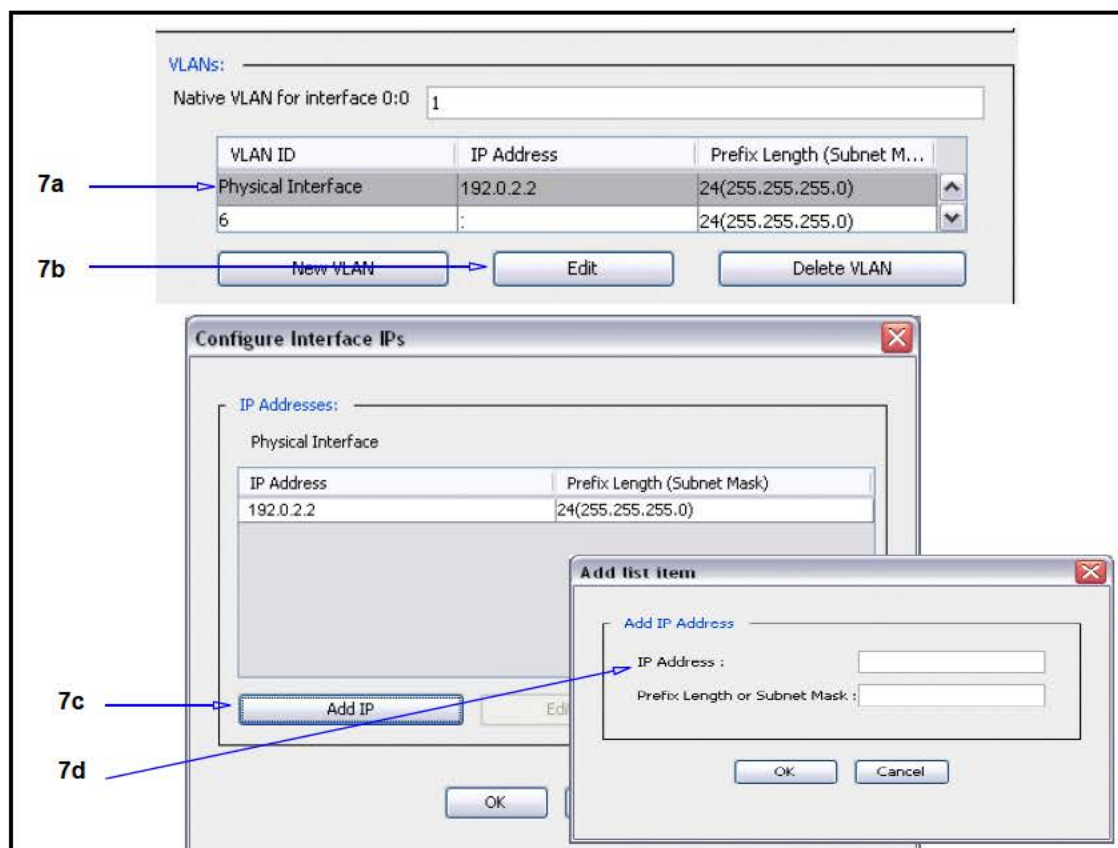 VLANs:
Native VLAN for interface 0:0 1
VLAN ID IP Address Prefix Length (Subnet M...
7a Physical Interface 192.0.2.2 24(255.255.255.0)
6 : 24(255.255.255.0)
7b New VLAN Edit Delete VLAN
Configure Interface IPs
IP Addresses:
Physical Interface
IP Address Prefix Length (Subnet Mask)
192.0.2.2 24(255.255.255.0)
Add list item
Add IP Address
IP Address :
Prefix Length or Subnet Mask :
7c Add IP
7d
OK Cancel
OK